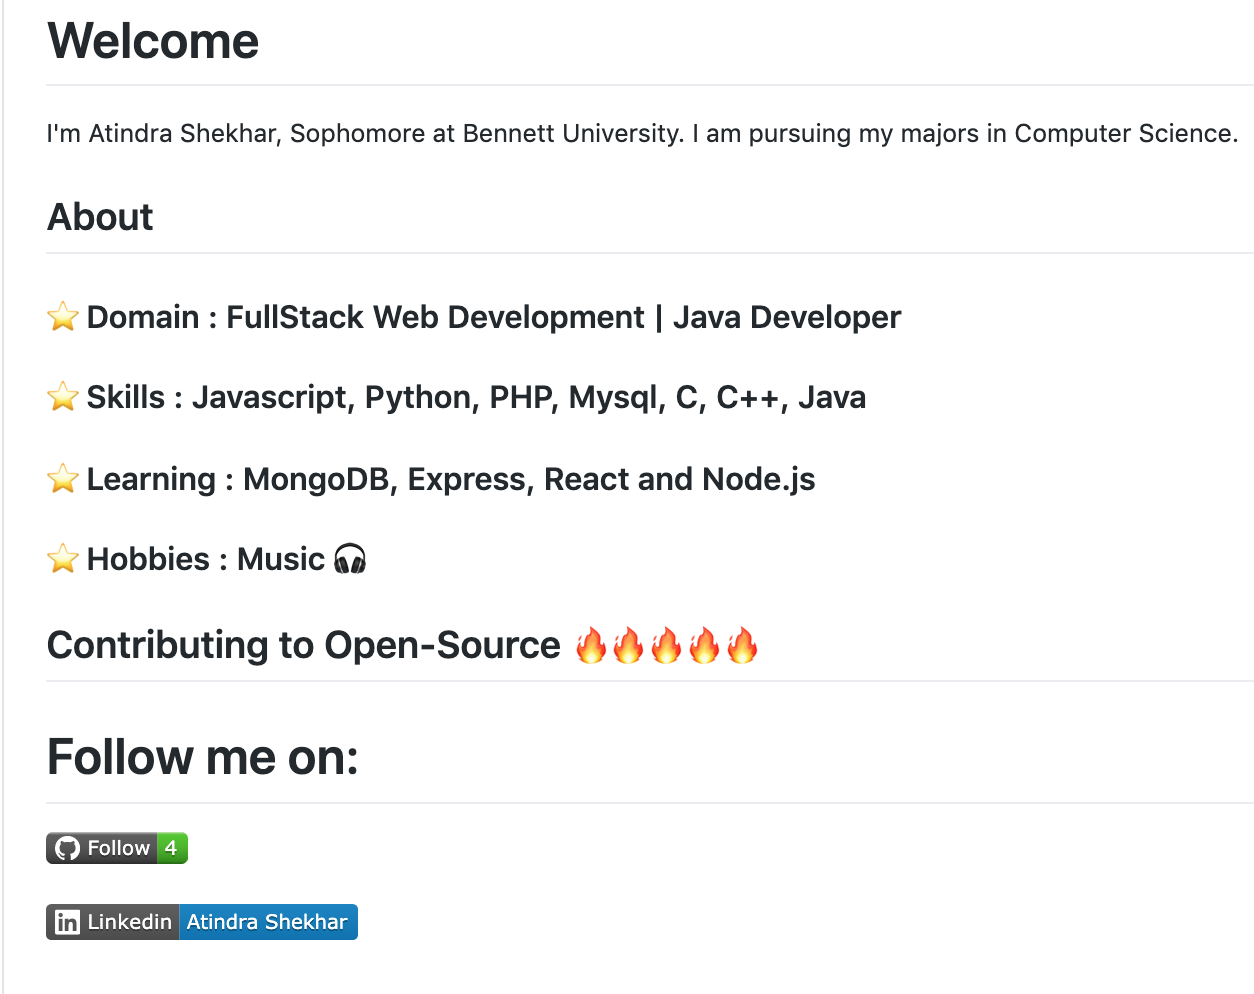 Welcome
I'm Atindra Shekhar, Sophomore at Bennett University. I am pursuing my majors in Computer Science.
About
⭐ Domain : FullStack Web Development | Java Developer
⭐ Skills : Javascript, Python, PHP, Mysql, C, C++, Java
⭐ Learning : MongoDB, Express, React and Node.js
⭐ Hobbies : Music 🎧
Contributing to Open-Source 🔥🔥🔥🔥🔥
Follow me on:
Follow 4
in Linkedin Atindra Shekhar